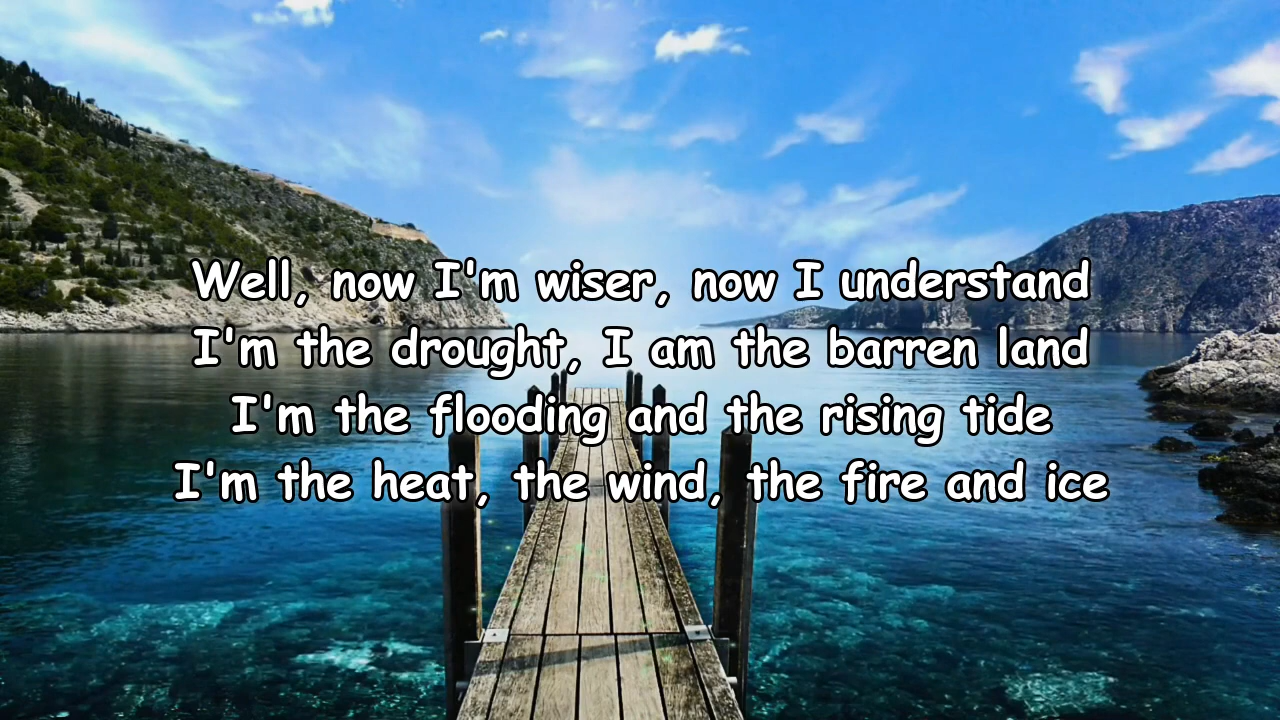 Well, now I'm wiser, now I understand
I'm the drought, I am the barren land
I'm the flooding and the rising tide
I'm the heat, the wind, the fire and ice